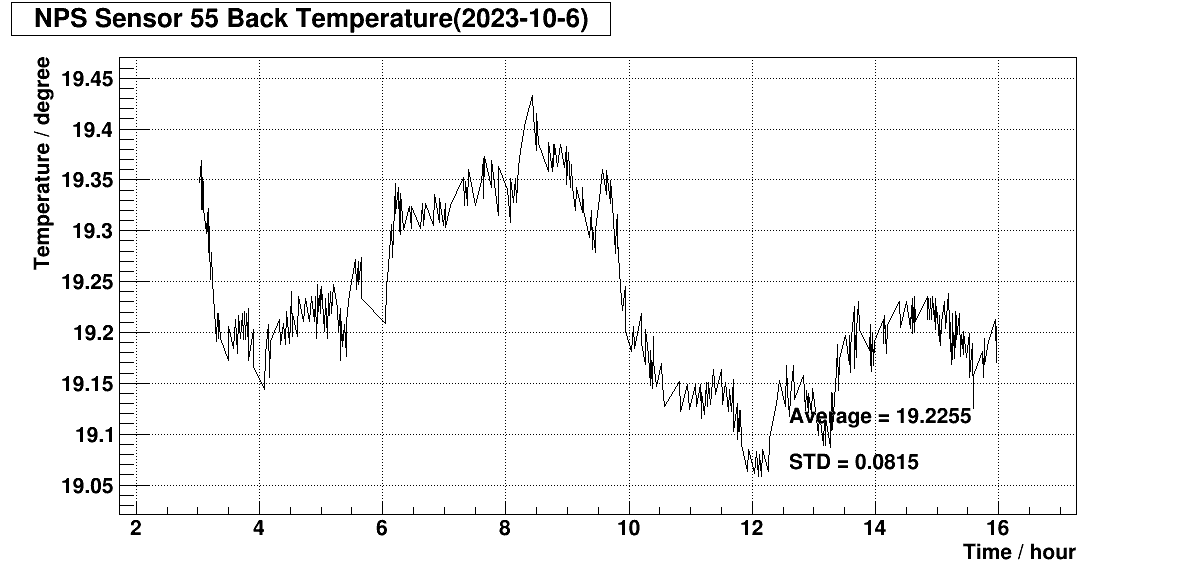 NPS Sensor 55 Back Temperature(2023-10-6)
Temperature / degree
19.45
19.4
19.35
19.3
19.25
19.2
19.15
19.1
19.05
Average = 19.2255
STD = 0.0815
2 4 6 8 10 12 14 16
Time / hour